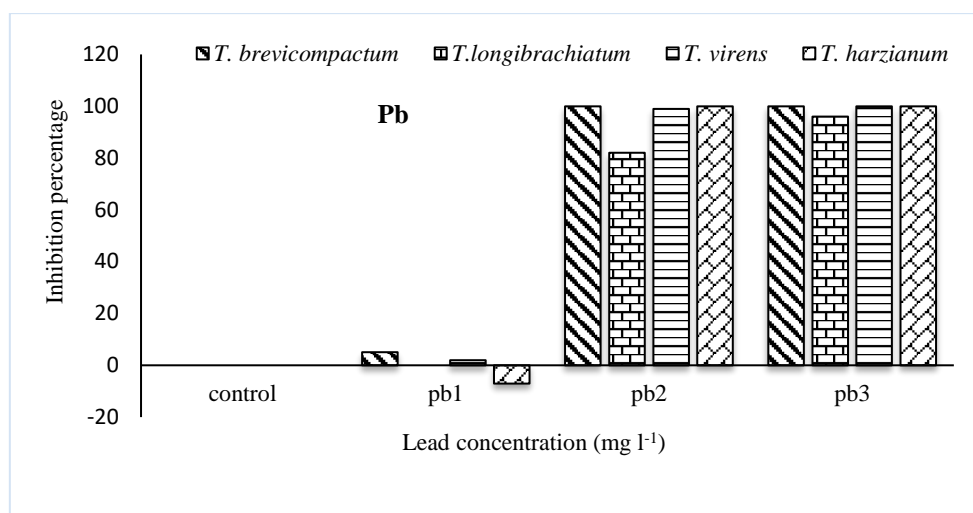 120
T. brevicompactum T.longibrachiatum T. virens T. harzianum
100
Pb
80
60
40
20
0
-20
Inhibition percentage
control pb1 pb2 pb3
Lead concentration (mg l⁻¹)